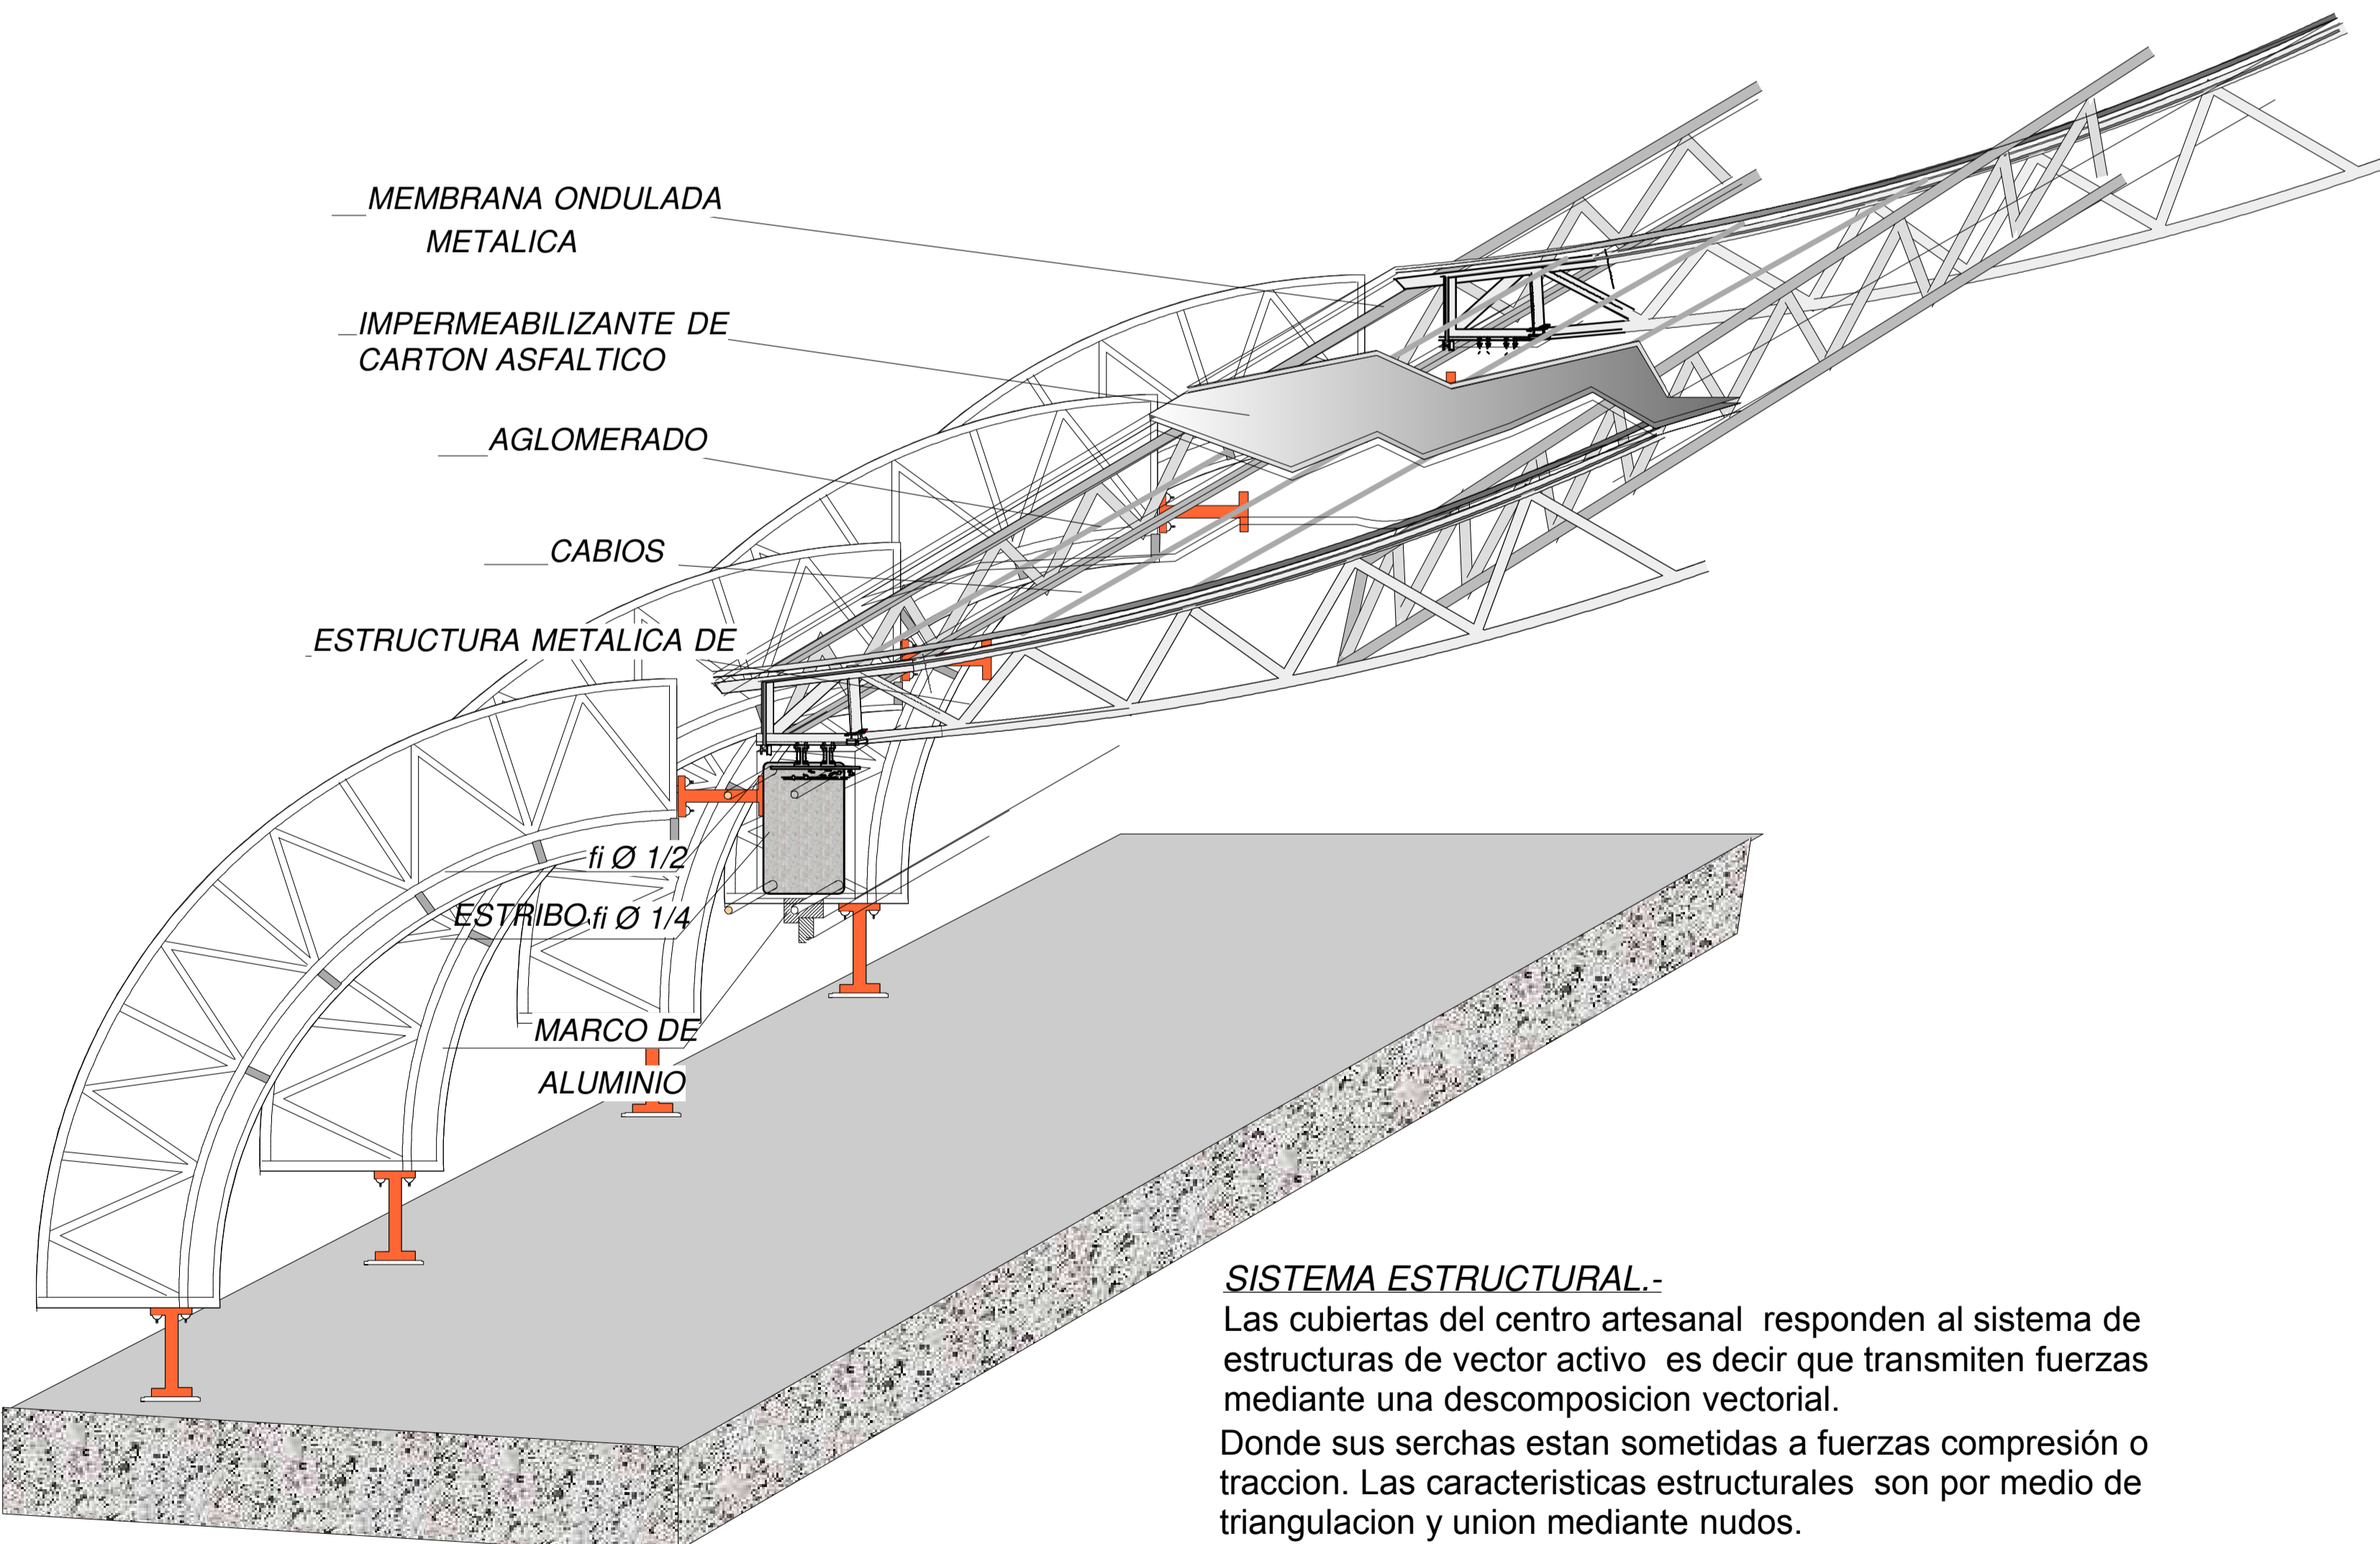 MEMBRANA ONDULADA
METALICA
IMPERMEABILIZANTE DE
CARTON ASFALTICO
AGLOMERADO
CABIOS
ESTRUCTURA METALICA DE
fi Ø 1/2
ESTRIBO fi Ø 1/4
MARCO DE
ALUMINIO
SISTEMA ESTRUCTURAL.-
Las cubiertas del centro artesanal responden al sistema de
estructuras de vector activo es decir que transmiten fuerzas
mediante una descomposicion vectorial.
Donde sus serchas estan sometidas a fuerzas compresión o
traccion. Las caracteristicas estructurales son por medio de
triangulacion y union mediante nudos.